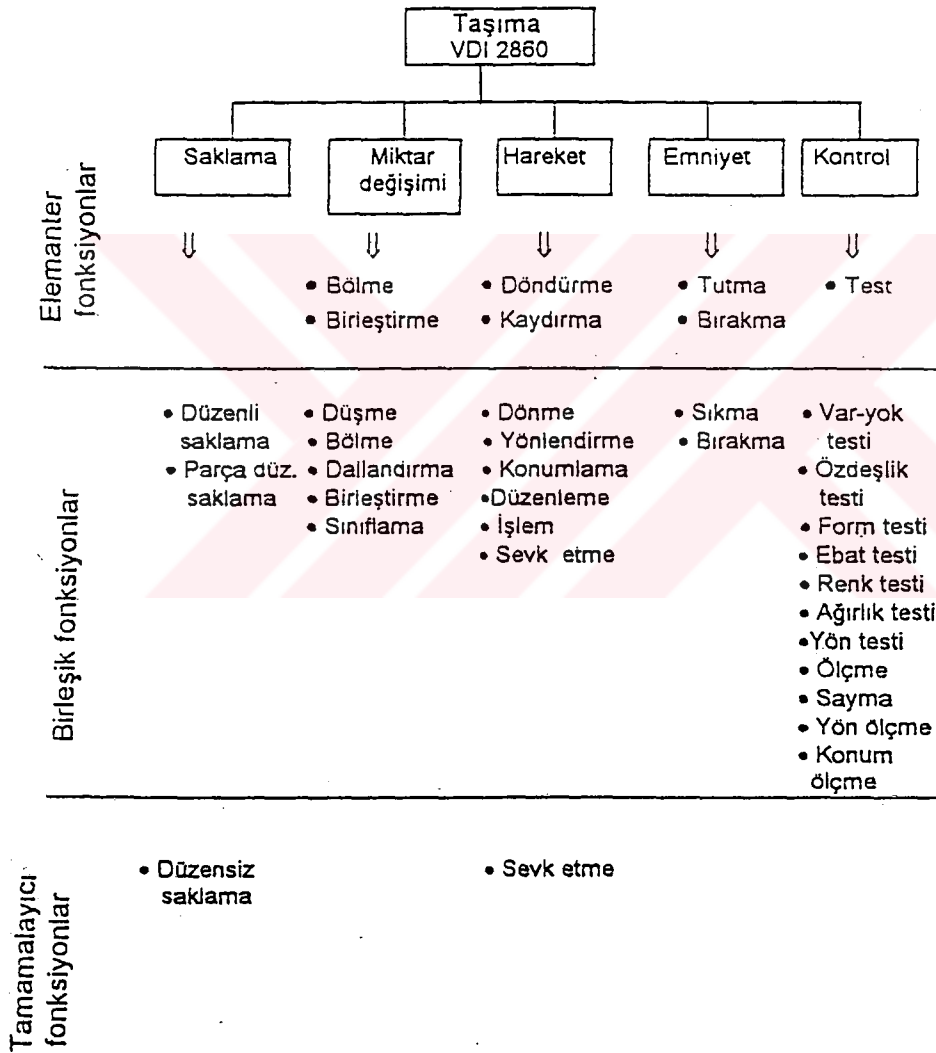 Taşıma
VDI 2860
Saklama
Miktar
değişimi
Hareket
Emniyet
Kontrol
Elemanter
fonksiyonlar
⇓ ⇓ ⇓ ⇓ ⇓
• Bölme
• Birleştirme
• Döndürme
• Kaydırma
• Tutma
• Bırakma
• Test
Birleşik fonksiyonlar
• Düzenli
saklama
• Parça düz.
saklama
• Düşme
• Bölme
• Dallandırma
• Birleştirme
• Sınıflama
• Dönme
• Yönlendirme
• Konumlama
•Düzenleme
• İşlem
• Sevk etme
• Sıkma
• Bırakma
• Var-yok
testi
• Özdeşlik
testi
• Form testi
• Ebat testi
• Renk testi
• Ağırlık testi
•Yön testi
• Ölçme
• Sayma
• Yön ölçme
• Konum
ölçme
Tamamalayıcı
fonksiyonlar
• Düzensiz
saklama
• Sevk etme